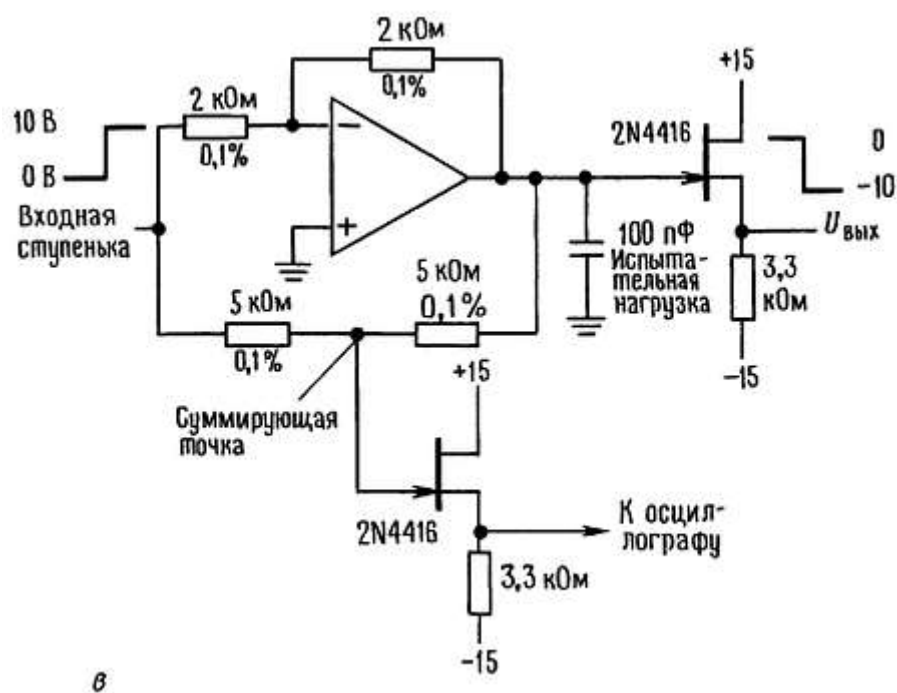 2 кОм
0,1%
+15
2 кОм
0,1%
10 В
0 В
2N4416
0
−10
Входная
ступенька
−
+
100 пФ
Испыта-
тельная
нагрузка
Uвых
3,3
кОм
−15
5 кОм
0,1%
5 кОм
0,1%
+15
Суммирующая
точка
2N4416
К осцил-
лографу
3,3 кОм
−15
в